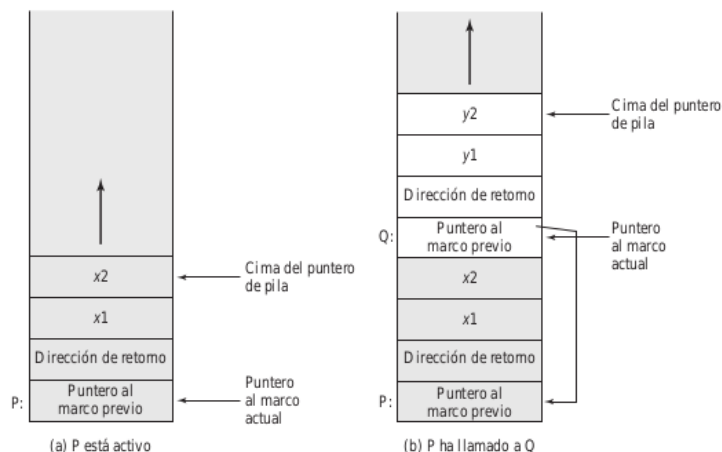 x2
x1
Dirección de retorno
Puntero al
marco previo
P:
Cima del puntero
de pila
Puntero
al marco
actual
(a) P está activo
y2
y1
Dirección de retorno
Q:
Puntero al
marco previo
x2
x1
Dirección de retorno
P:
Puntero al
marco previo
Cima del puntero
de pila
Puntero
al marco
actual
(b) P ha llamado a Q